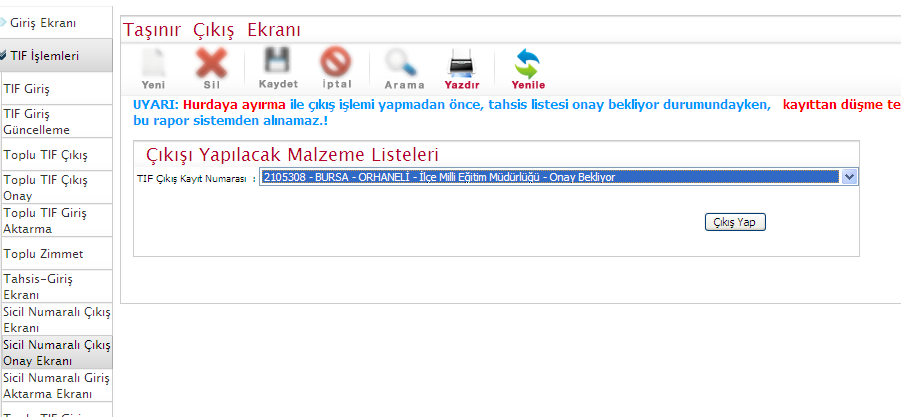 Giriş Ekranı
TIF İşlemleri
TIF Giriş
TIF Giriş
Güncelleme
Toplu TIF Çıkış
Toplu TIF Çıkış
Onay
Toplu TIF Giriş
Aktarma
Toplu Zimmet
Tahsis-Giriş
Ekranı
Sicil Numaralı Çıkış
Ekranı
Sicil Numaralı Çıkış
Onay Ekranı
Sicil Numaralı Giriş
Aktarma Ekranı
Toplu TIF Giriş
Taşınır Çıkış Ekranı
Yeni Sil Kaydet İptal Arama Yazdır Yenile
UYARI: Hurdaya ayırma ile çıkış işlemi yapmadan önce, tahsis listesi onay bekliyor durumundayken, kayıttan düşme te
bu rapor sistemden alınamaz.!
Çıkışı Yapılacak Malzeme Listeleri
TIF Çıkış Kayıt Numarası : 2105308 - BURSA - ORHANELİ - İlçe Milli Eğitim Müdürlüğü - Onay Bekliyor
Çıkış Yap